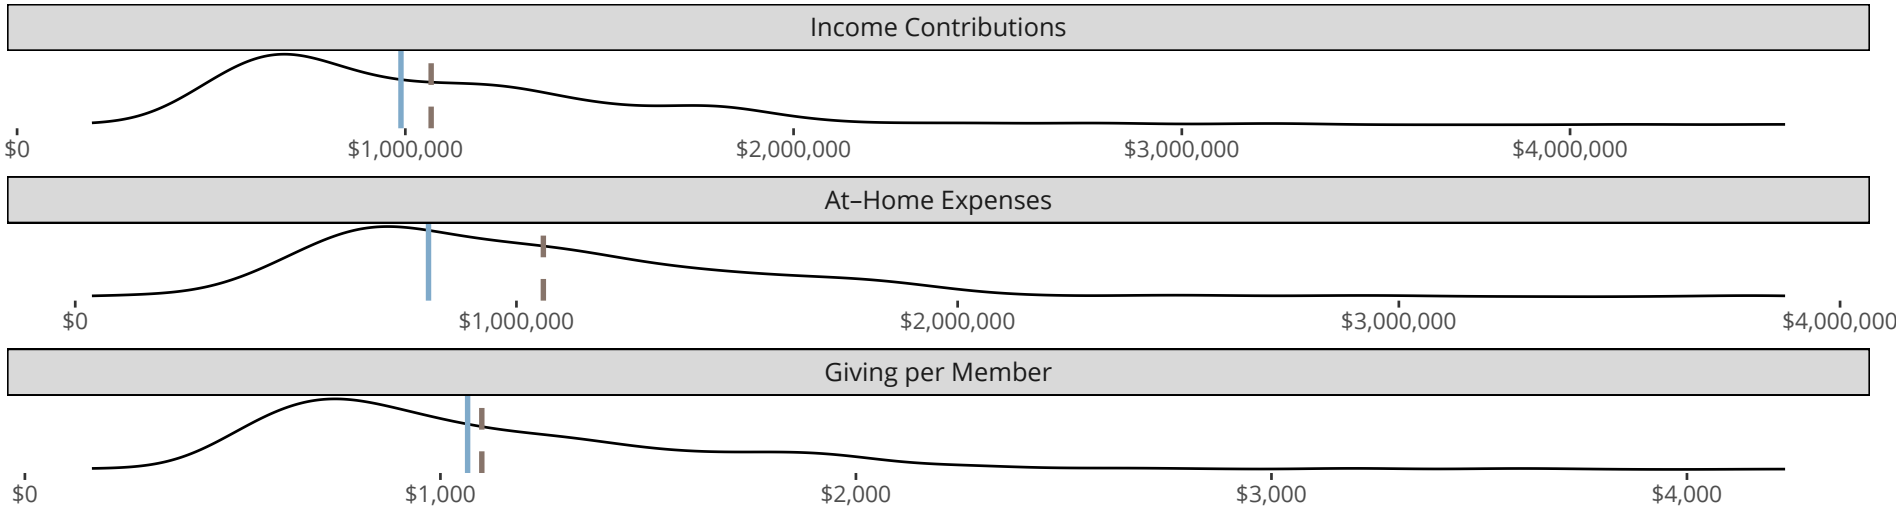 Income Contributions
$0 $1,000,000 $2,000,000 $3,000,000 $4,000,000
At–Home Expenses
$0 $1,000,000 $2,000,000 $3,000,000 $4,000,000
Giving per Member
$0 $1,000 $2,000 $3,000 $4,000